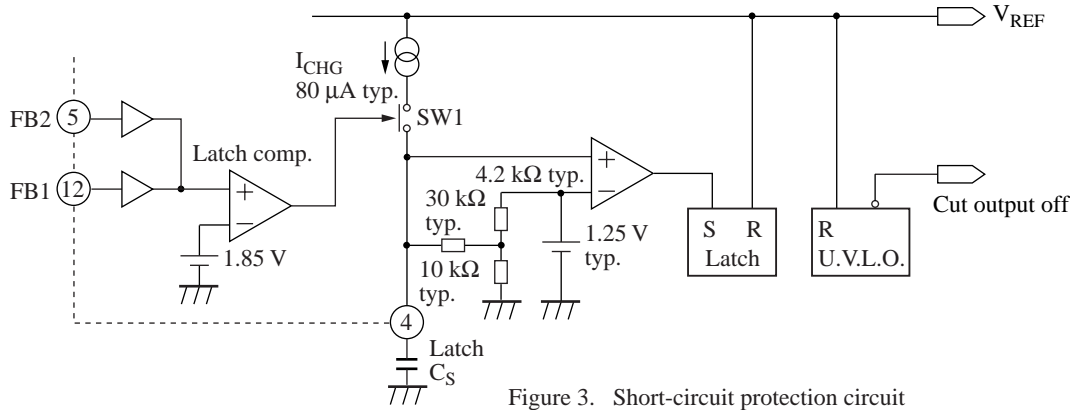 V_REF
I_CHG
80 μA typ.
SW1
FB2
5
Latch comp.
FB1
12
+
−
1.85 V
4.2 kΩ typ.
30 kΩ
typ.
10 kΩ
typ.
+
−
1.25 V
typ.
S R
Latch
R
U.V.L.O.
Cut output off
4
Latch
C_S
Figure 3. Short-circuit protection circuit